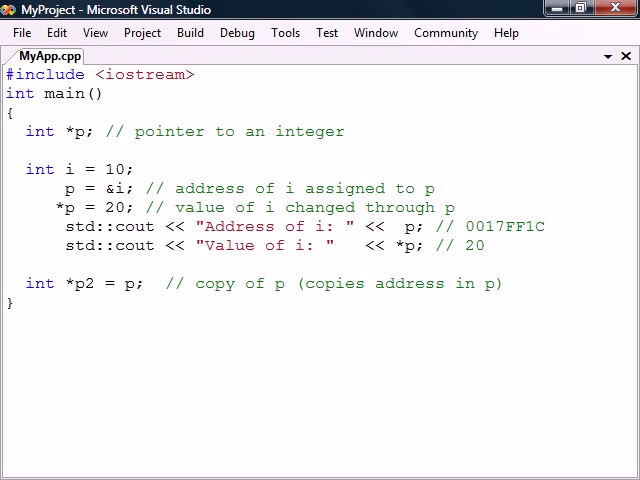 MyProject - Microsoft Visual Studio
File Edit View Project Build Debug Tools Test Window Community Help
MyApp.cpp
#include <iostream>
int main()
{
  int *p; // pointer to an integer
  int i = 10;
      p = &i; // address of i assigned to p
     *p = 20; // value of i changed through p
      std::cout << "Address of i: " <<  p; // 0017FF1C
      std::cout << "Value of i: "   << *p; // 20
  int *p2 = p;  // copy of p (copies address in p)
}